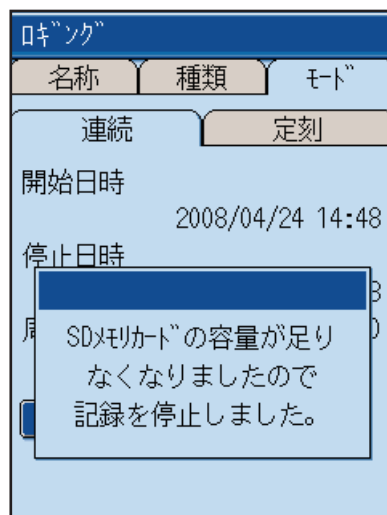 ﾛｷﾞﾝｸﾞ
名称 種類 ﾓｰﾄﾞ
連続 定刻
開始日時
2008/04/24 14:48
停止日時
SDﾒﾓﾘｶｰﾄﾞの容量が足り
なくなりましたので
記録を停止しました。